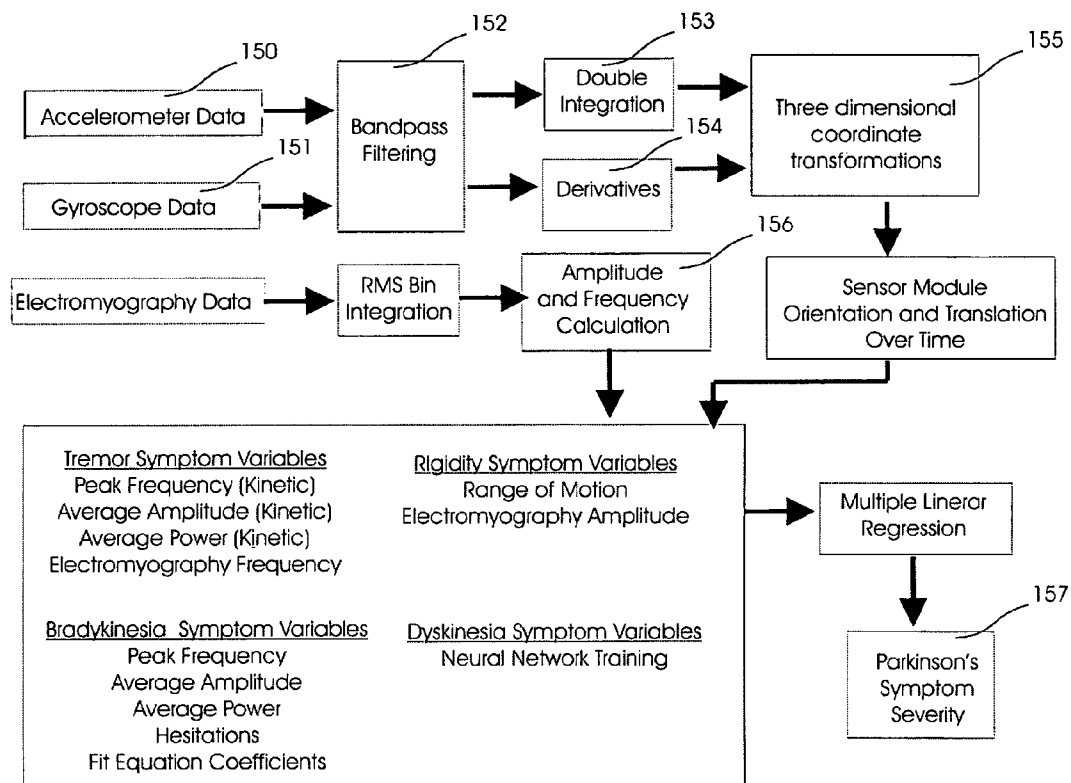 150
152
153
155
Accelerometer Data
Bandpass
Filtering
Double
Integration
Three dimensional
coordinate
transformations
151
154
Gyroscope Data
Derivatives
156
Electromyography Data
RMS Bin
Integration
Amplitude
and Frequency
Calculation
Sensor Module
Orientation and Translation
Over Time
Tremor Symptom Variables
Peak Frequency (Kinetic)
Average Amplitude (Kinetic)
Average Power (Kinetic)
Electromyography Frequency
Rigidity Symptom Variables
Range of Motion
Electromyography Amplitude
Bradykinesia Symptom Variables
Peak Frequency
Average Amplitude
Average Power
Hesitations
Fit Equation Coefficients
Dyskinesia Symptom Variables
Neural Network Training
Multiple Linerar
Regression
157
Parkinson's
Symptom
Severity